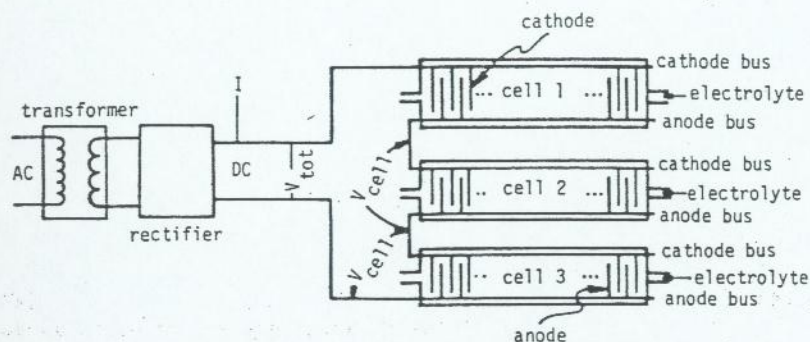 cathode
cathode bus
I
... cell 1 ...
electrolyte
transformer
anode bus
AC
DC
V tot
V cell
cathode bus
.. cell 2 ...
electrolyte
rectifier
anode bus
V cell
cathode bus
.. cell 3 ...
electrolyte
anode bus
anode